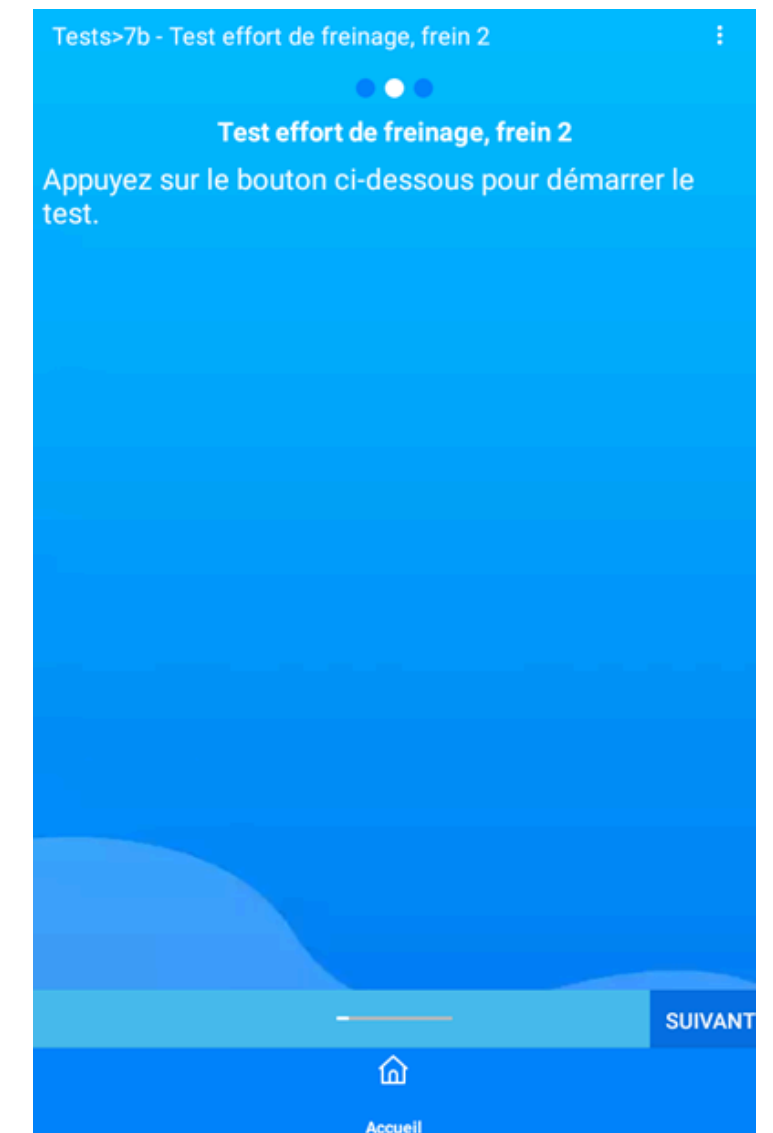 Tests>7b - Test effort de freinage, frein 2
Test effort de freinage, frein 2
Appuyez sur le bouton ci-dessous pour démarrer le
test.
SUIVANT
Accueil